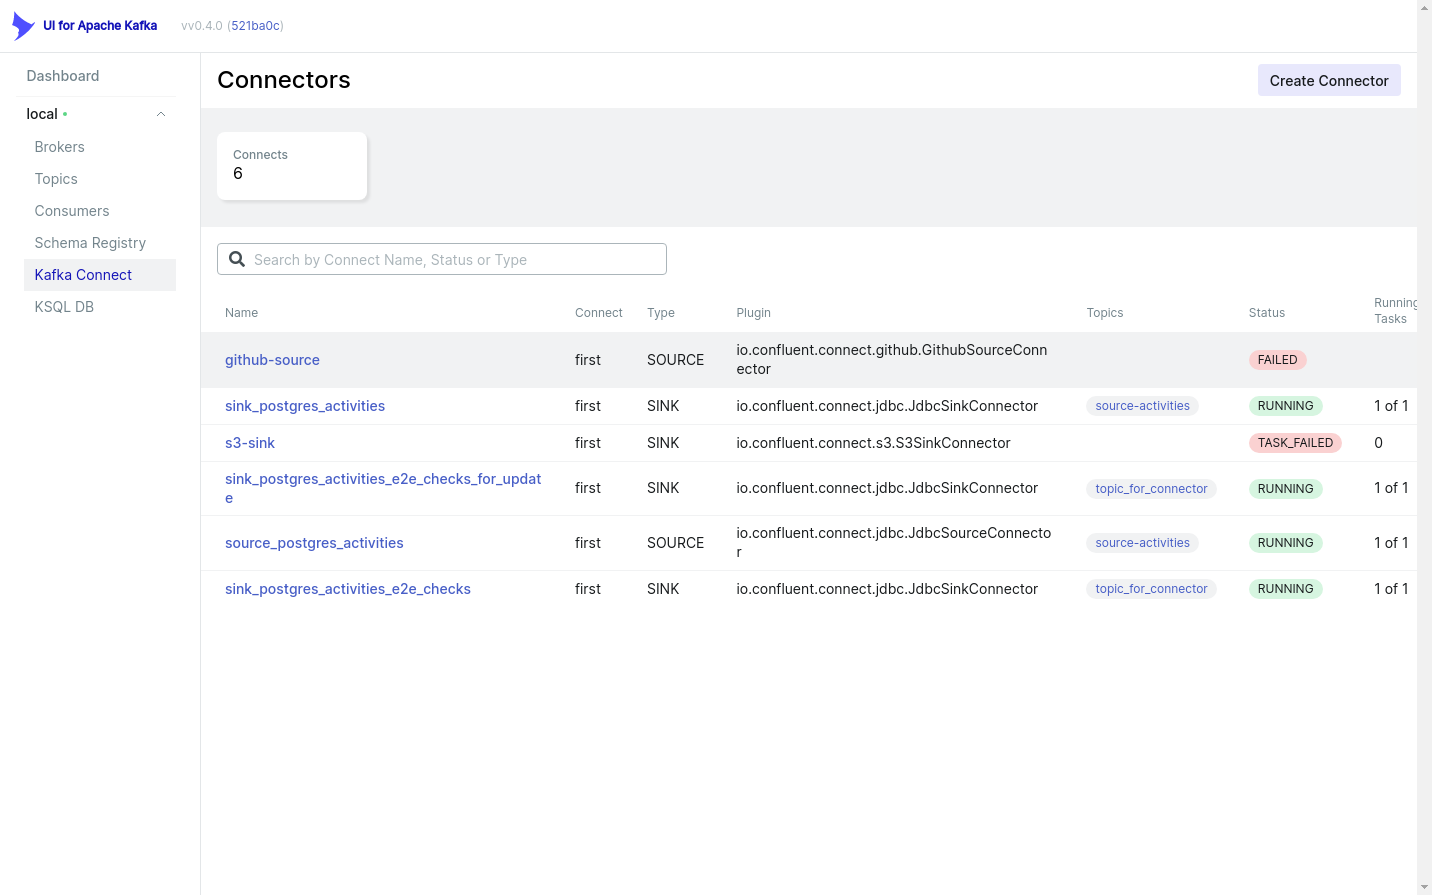 UI for Apache Kafka vv0.4.0 (521ba0c)
Dashboard
local
Brokers
Topics
Consumers
Schema Registry
Kafka Connect
KSQL DB
Connectors
Create Connector
Connects
6
Search by Connect Name, Status or Type
Name Connect Type Plugin Topics Status Running
Tasks
github-source first SOURCE io.confluent.connect.github.GithubSourceConn
ector FAILED
sink_postgres_activities first SINK io.confluent.connect.jdbc.JdbcSinkConnector source-activities RUNNING 1 of 1
s3-sink first SINK io.confluent.connect.s3.S3SinkConnector TASK_FAILED 0
sink_postgres_activities_e2e_checks_for_updat
e first SINK io.confluent.connect.jdbc.JdbcSinkConnector topic_for_connector RUNNING 1 of 1
source_postgres_activities first SOURCE io.confluent.connect.jdbc.JdbcSourceConnecto
r source-activities RUNNING 1 of 1
sink_postgres_activities_e2e_checks first SINK io.confluent.connect.jdbc.JdbcSinkConnector topic_for_connector RUNNING 1 of 1